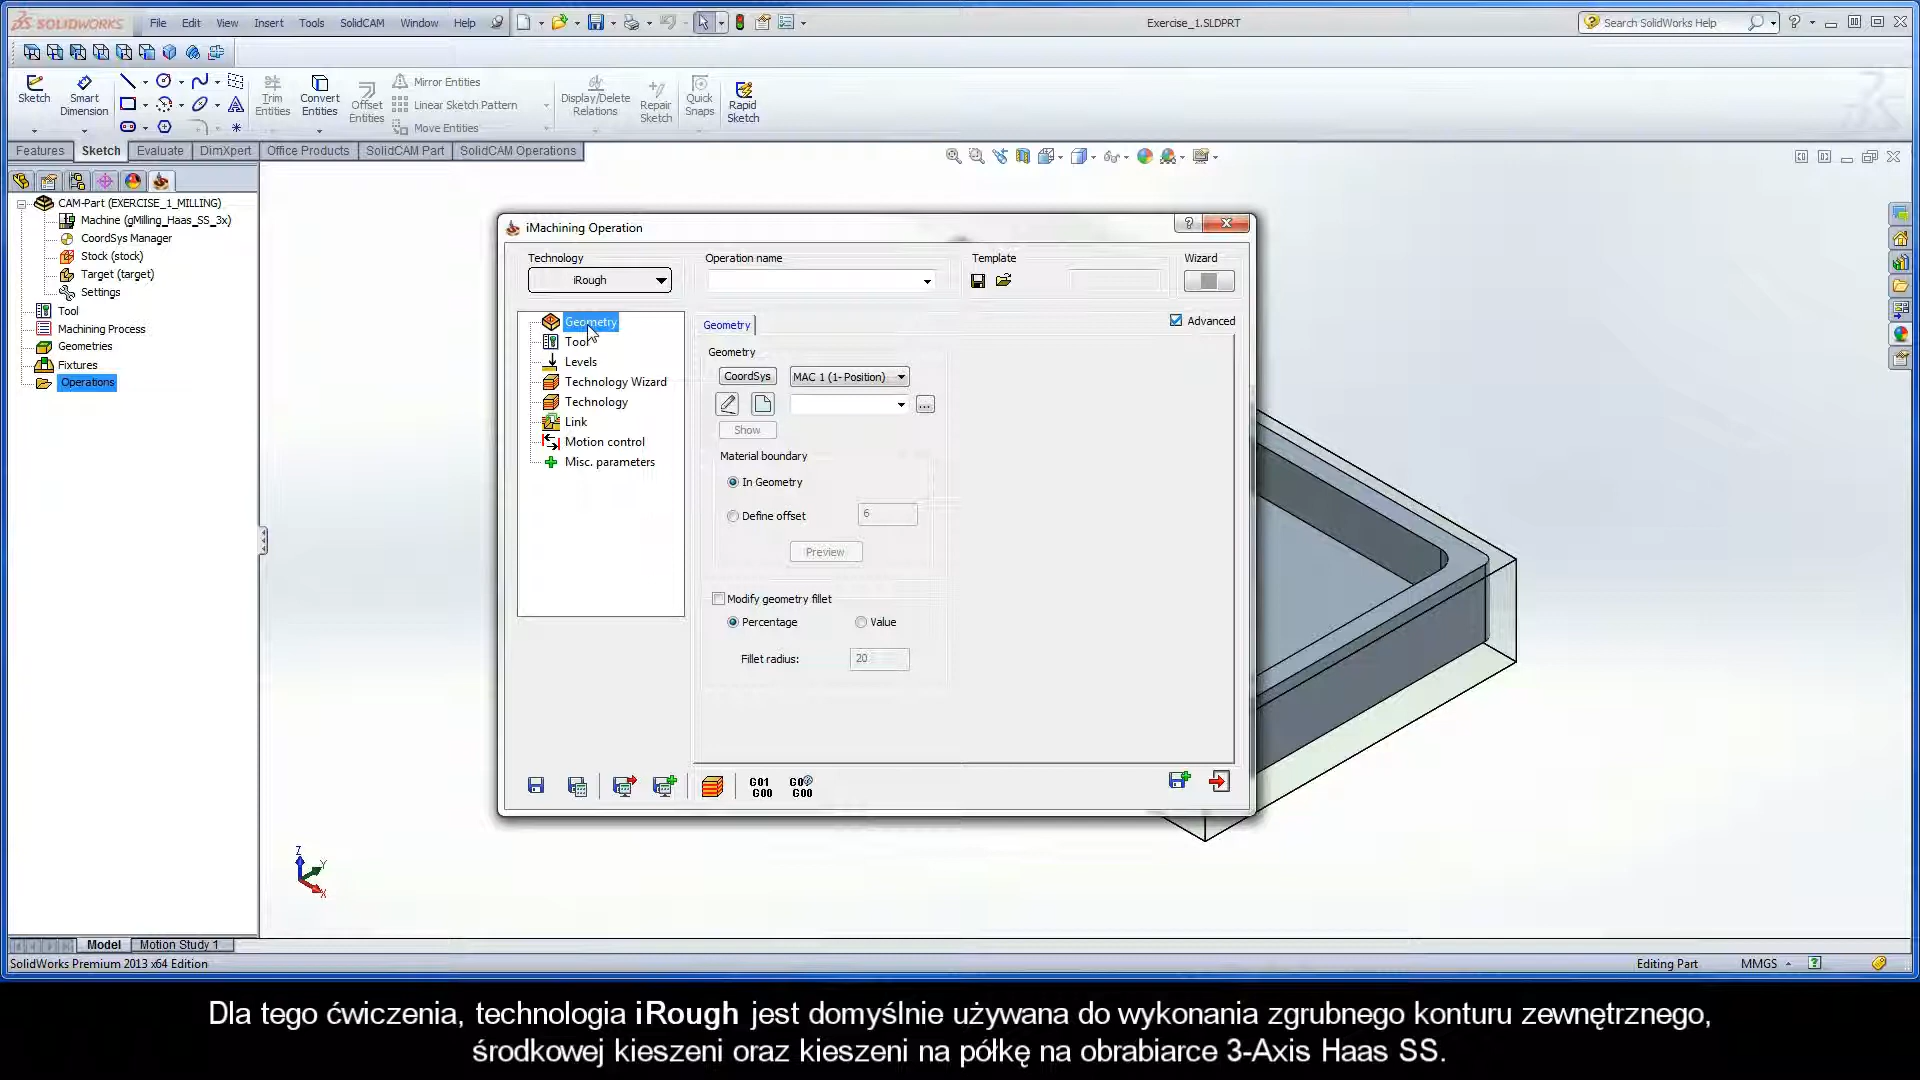 SOLIDWORKS File Edit View Insert Tools SolidCAM Window Help Exercise_1.SLDPRT Search SolidWorks Help
Sketch Smart Dimension Trim Entities Convert Entities Offset Entities Mirror Entities Linear Sketch Pattern Move Entities Display/Delete Relations Repair Sketch Quick Snaps Rapid Sketch
Features Sketch Evaluate DimXpert Office Products SolidCAM Part SolidCAM Operations
CAM-Part (EXERCISE_1_MILLING)
Machine (gMilling_Haas_SS_3x)
CoordSys Manager
Stock (stock)
Target (target)
Settings
Tool
Machining Process
Geometries
Fixtures
Operations
iMachining Operation
Technology Operation name Template Wizard
iRough
Geometry
Tool
Levels
Technology Wizard
Technology
Link
Motion control
Misc. parameters
Geometry Advanced
Geometry
CoordSys MAC 1 (1- Position)
...
Show
Material boundary
In Geometry
Define offset 6
Preview
Modify geometry fillet
Percentage Value
Fillet radius: 20
G01 G00 G00
Z Y X
Model Motion Study 1
SolidWorks Premium 2013 x64 Edition Editing Part MMGS
Dla tego ćwiczenia, technologia iRough jest domyślnie używana do wykonania zgrubnego konturu zewnętrznego,
środkowej kieszeni oraz kieszeni na półkę na obrabiarce 3-Axis Haas SS.